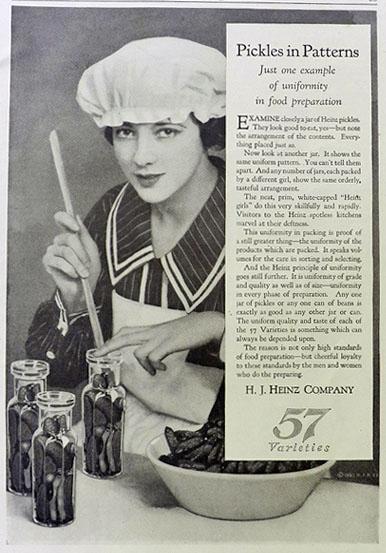 Pickles in Patterns
Just one example
of uniformity
in food preparation
EXAMINE closely a jar of Heinz pickles.
They look good to eat, yes—but note
the arrangement of the contents. Every-
thing placed just so.
Now look at another jar. It shows the
same uniform pattern. You can't tell them
apart. And any number of jars, each packed
by a different girl, show the same orderly,
tasteful arrangement.
The neat, prim, white-capped "Heinz
girls" do this very skillfully and rapidly.
Visitors to the Heinz spotless kitchens
marvel at their deftness.
This uniformity in packing is proof of
a still greater thing—the uniformity of the
products which are packed. It speaks vol-
umes for the care in sorting and selecting.
And the Heinz principle of uniformity
goes still further. It is uniformity of grade
and quality as well as of size—uniformity
in every phase of preparation. Any one
jar of pickles or any one can of beans is
exactly as good as any other jar or can.
The uniform quality and taste of each of
the 57 Varieties is something which can
always be depended upon.
The reason is not only high standards
of food preparation—but cheerful loyalty
to these standards by the men and women
who do the preparing.
H. J. HEINZ COMPANY
57
Varieties